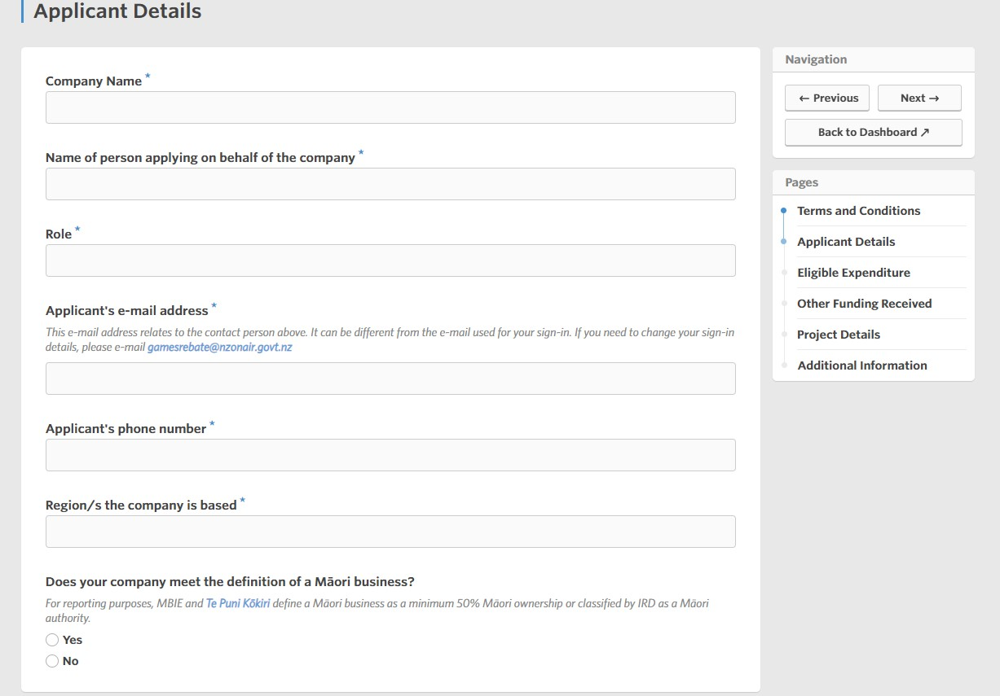 Applicant Details
Company Name *
Name of person applying on behalf of the company *
Role *
Applicant's e-mail address *
This e-mail address relates to the contact person above. It can be different from the e-mail used for your sign-in. If you need to change your sign-in
details, please e-mail gamesrebate@nzonair.govt.nz
Applicant's phone number *
Region/s the company is based *
Does your company meet the definition of a Māori business?
For reporting purposes, MBIE and Te Puni Kōkiri define a Māori business as a minimum 50% Māori ownership or classified by IRD as a Māori
authority.
Yes
No
Navigation
← Previous
Next →
Back to Dashboard ↗
Pages
Terms and Conditions
Applicant Details
Eligible Expenditure
Other Funding Received
Project Details
Additional Information